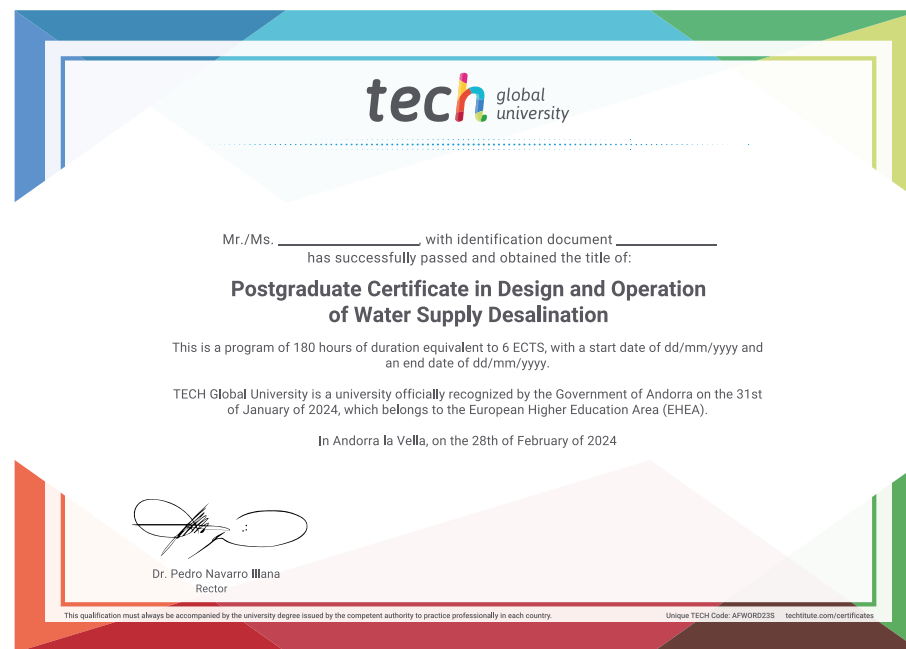 tech global university
Mr./Ms. ____________________, with identification document ______________
has successfully passed and obtained the title of:
Postgraduate Certificate in Design and Operation
of Water Supply Desalination
This is a program of 180 hours of duration equivalent to 6 ECTS, with a start date of dd/mm/yyyy and
an end date of dd/mm/yyyy.
TECH Global University is a university officially recognized by the Government of Andorra on the 31st
of January of 2024, which belongs to the European Higher Education Area (EHEA).
In Andorra la Vella, on the 28th of February of 2024
Dr. Pedro Navarro Illana
Rector
This qualification must always be accompanied by the university degree issued by the competent authority to practice professionally in each country. Unique TECH Code: AFWORD23S techtitute.com/certificates